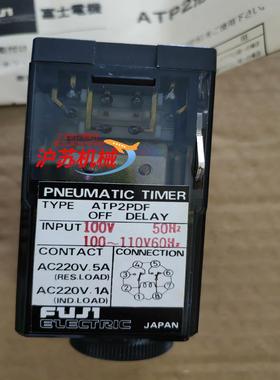 富士電機
ATP2
沪苏机械
PNEUMATIC TIMER
TYPE ATP2PDF
OFF DELAY
INPUT 100V 50Hz
100~110V60Hz
CONTACT CONNECTION
AC220V.5A
(RES.LOAD)
AC220V.1A
(IND.LOAD)
FUJI
ELECTRIC JAPAN